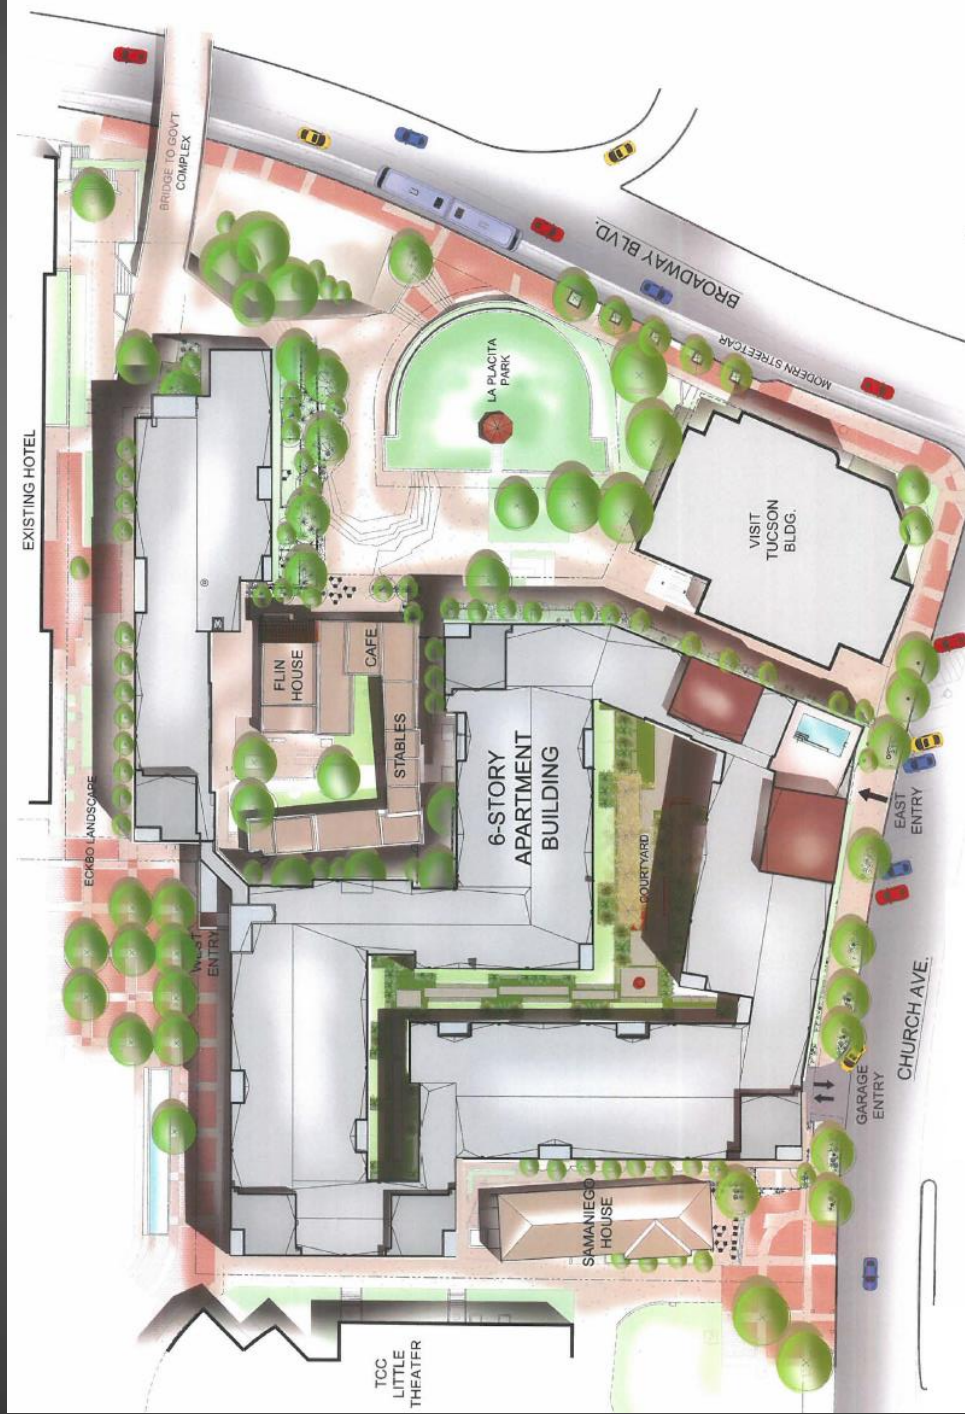 BRIDGE TO GOV'T
COMPLEX
BROADWAY BLVD.
MODERN STREETCAR
LA PLACITA
PARK
EXISTING HOTEL
VISIT
TUCSON
BLDG.
FLIN
HOUSE
CAFE
STABLES
6-STORY
APARTMENT
BUILDING
ECKBO LANDSCAPE
COURTYARD
EAST
ENTRY
WEST
ENTRY
CHURCH AVE.
GARAGE
ENTRY
SAMANIEGO
HOUSE
TCC
LITTLE
THEATER